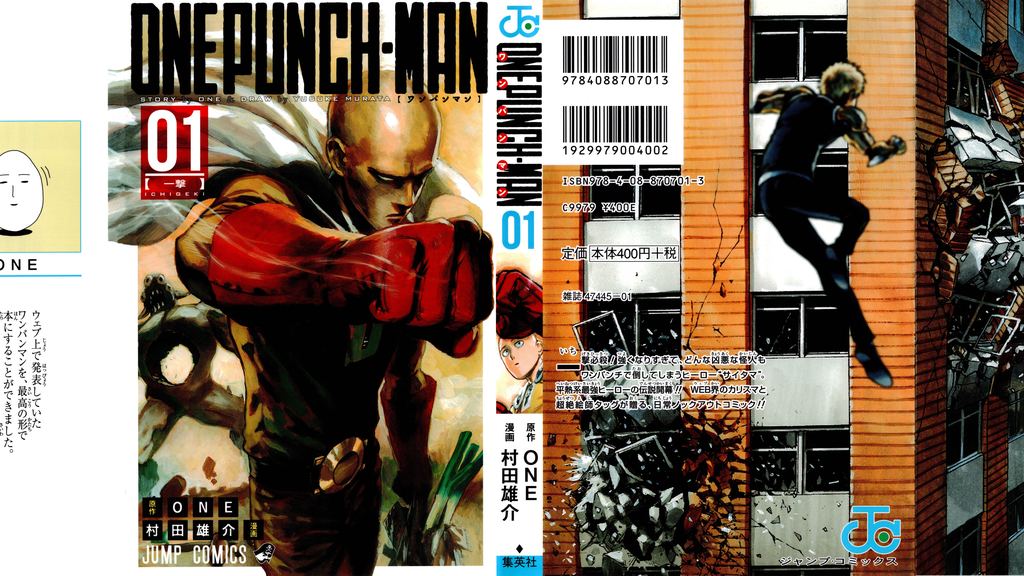 ONE
ウェブ上で発表していた
ワンパンマンを、最高の形で
本にすることができました。
ONEPUNCH-MAN
STORY by ONE & DRAW by YUSUKE MURATA 【ワンパンマン】
01
【一撃】
ICHIGEKI
原作 ONE
村田雄介 漫画
JUMP COMICS
ONEPUNCH-MAN
ワンパンマン
01
原作 ONE
漫画 村田雄介
集英社
9784088707013
1929979004002
ISBN978-4-08-870701-3
C9979 ¥400E
定価 本体400円+税
雑誌 47445-01
一撃必殺!強くなりすぎて、どんな凶悪な怪人も
ワンパンチで倒してしまうヒーロー"サイタマ"。
平熱系最強ヒーローの伝説開幕!! WEB界のカリスマと
超絶絵師タッグが贈る、日常ノックアウトコミック!!
ジャンプ・コミックス